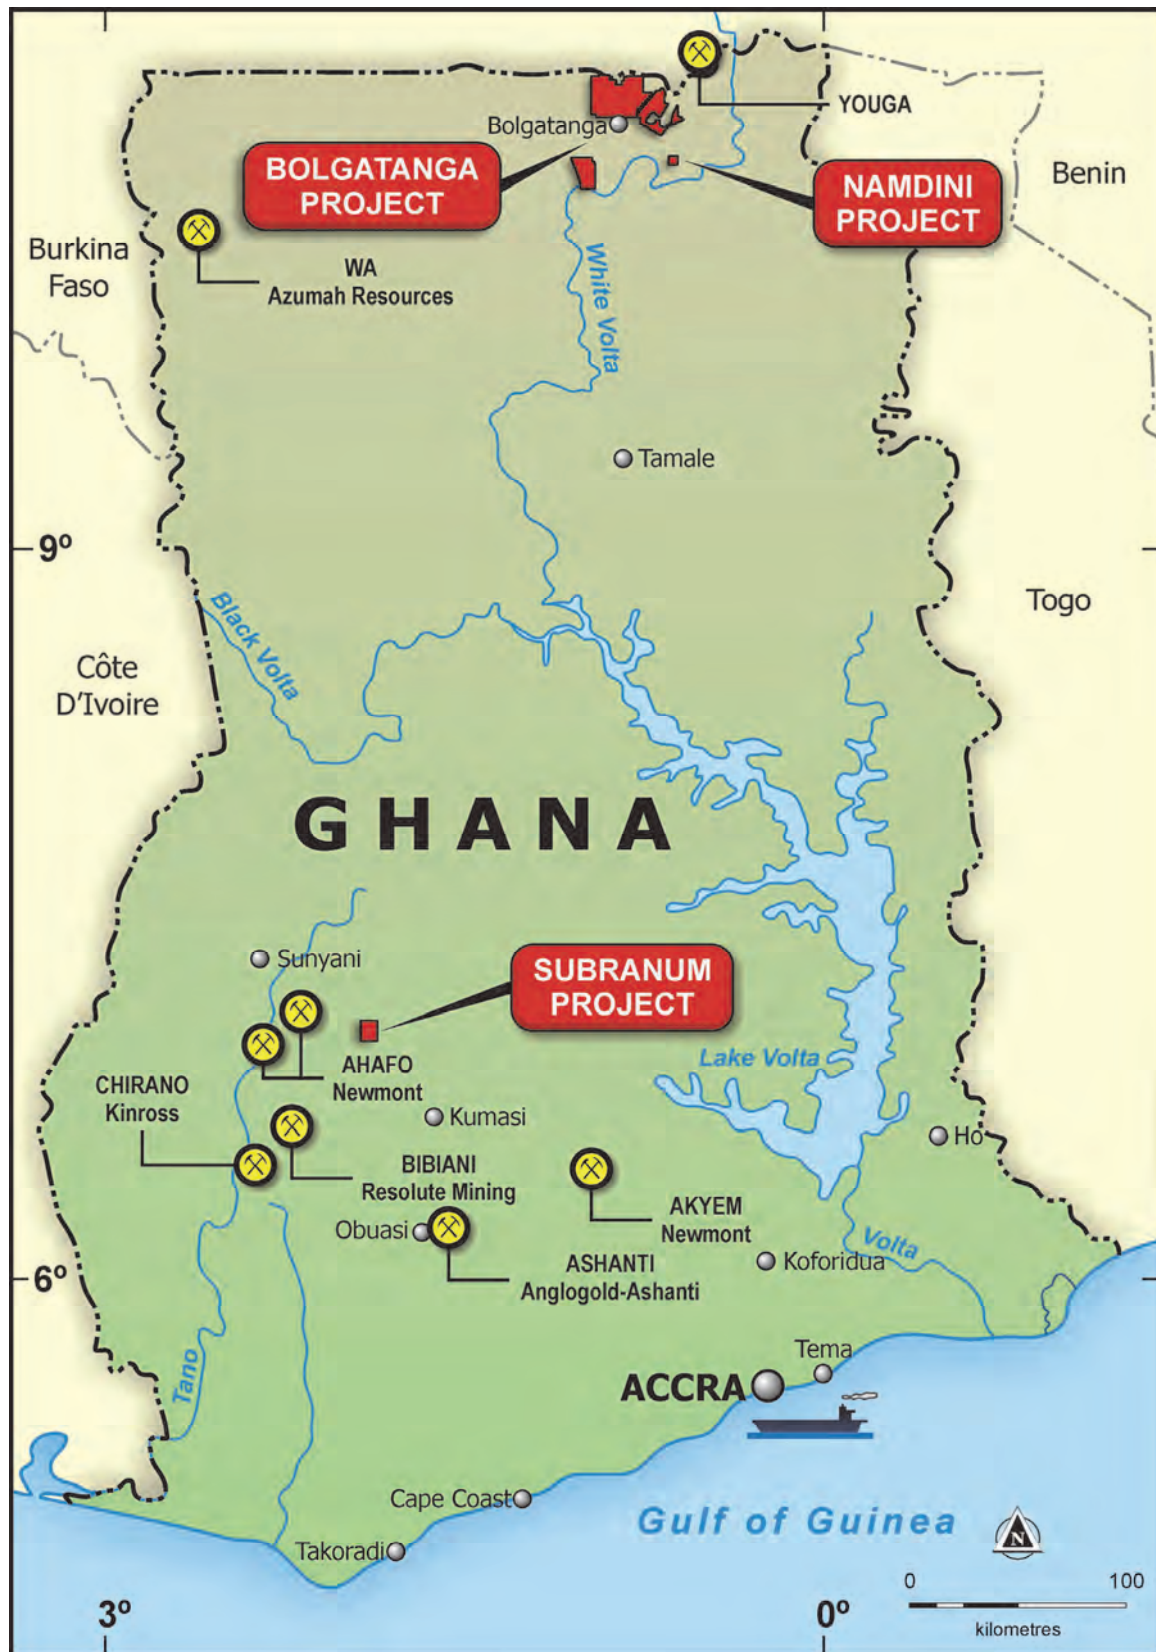 YOUGA
Bolgatanga
BOLGATANGA
PROJECT
NAMDINI
PROJECT
Benin
Burkina
Faso
WA
Azumah Resources
White Volta
Tamale
9º
Togo
Black Volta
Côte
D'Ivoire
GHANA
Sunyani
SUBRANUM
PROJECT
AHAFO
Newmont
Lake Volta
CHIRANO
Kinross
Kumasi
Ho
BIBIANI
Resolute Mining
AKYEM
Newmont
Obuasi
Volta
ASHANTI
Anglogold-Ashanti
Koforidua
6º
Tano
Tema
ACCRA
Cape Coast
Gulf of Guinea
N
Takoradi
0 100
kilometres
3º
0º